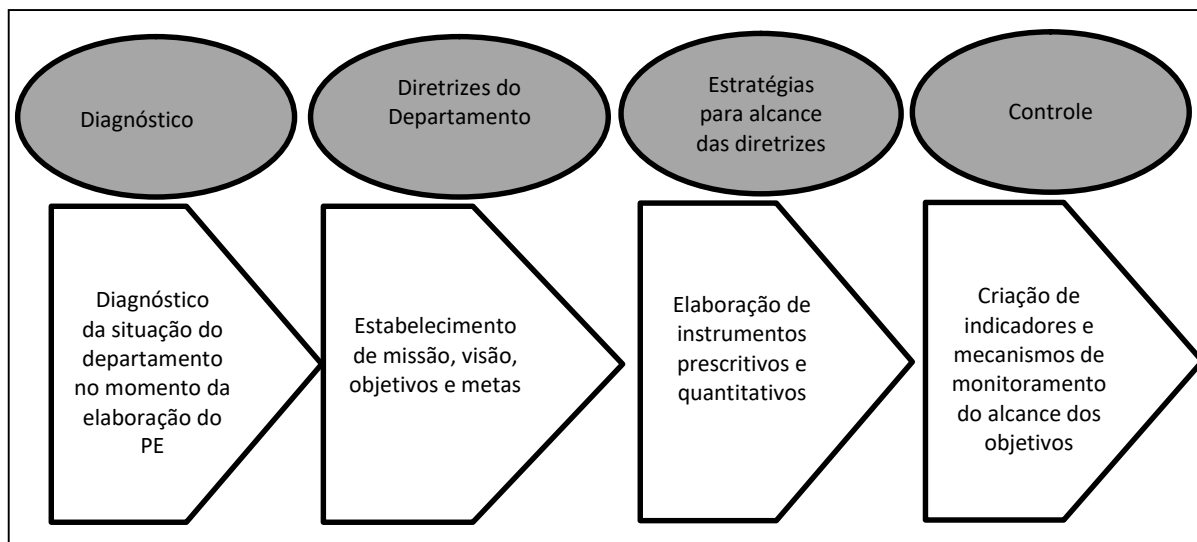 Diagnóstico
Diretrizes do
Departamento
Estratégias
para alcance
das diretrizes
Controle
Diagnóstico
da situação do
departamento
no momento da
elaboração do
PE
Estabelecimento
de missão, visão,
objetivos e metas
Elaboração de
instrumentos
prescritivos e
quantitativos
Criação de
indicadores e
mecanismos de
monitoramento
do alcance dos
objetivos